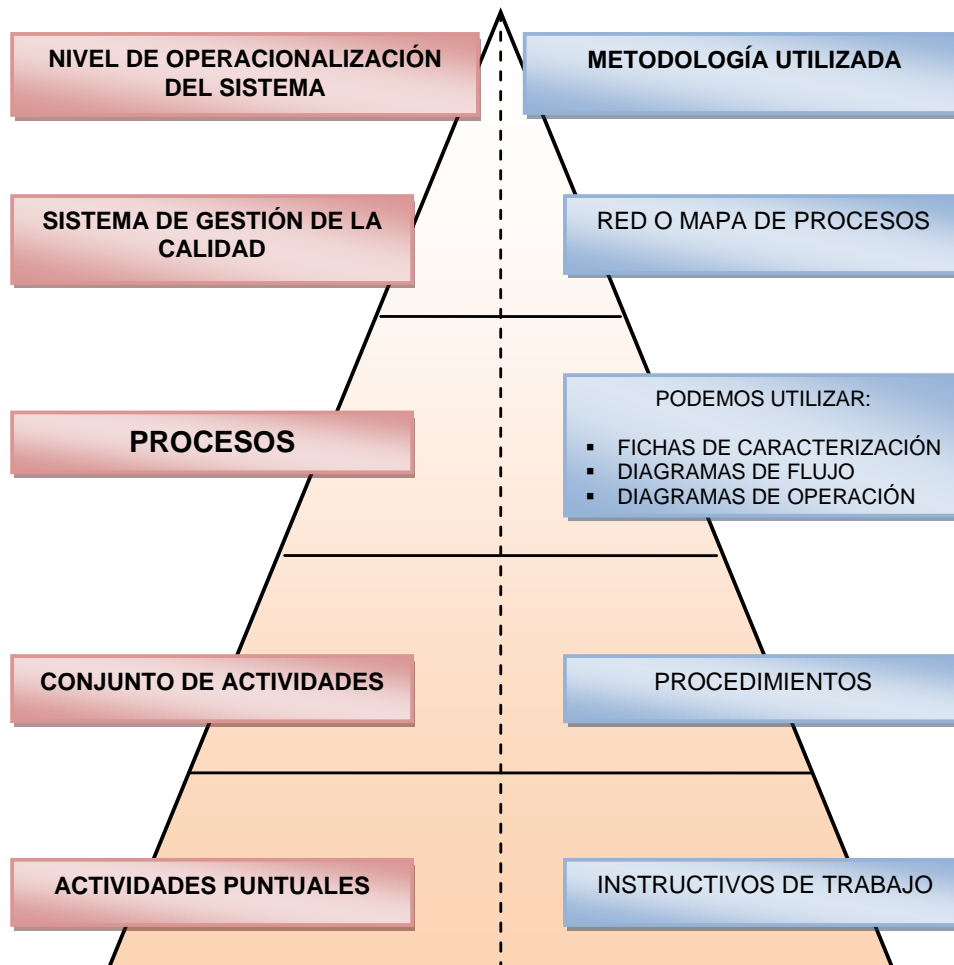 NIVEL DE OPERACIONALIZACIÓN
DEL SISTEMA
METODOLOGÍA UTILIZADA
SISTEMA DE GESTIÓN DE LA
CALIDAD
RED O MAPA DE PROCESOS
PROCESOS
PODEMOS UTILIZAR:
▪ FICHAS DE CARACTERIZACIÓN
▪ DIAGRAMAS DE FLUJO
▪ DIAGRAMAS DE OPERACIÓN
CONJUNTO DE ACTIVIDADES
PROCEDIMIENTOS
ACTIVIDADES PUNTUALES
INSTRUCTIVOS DE TRABAJO